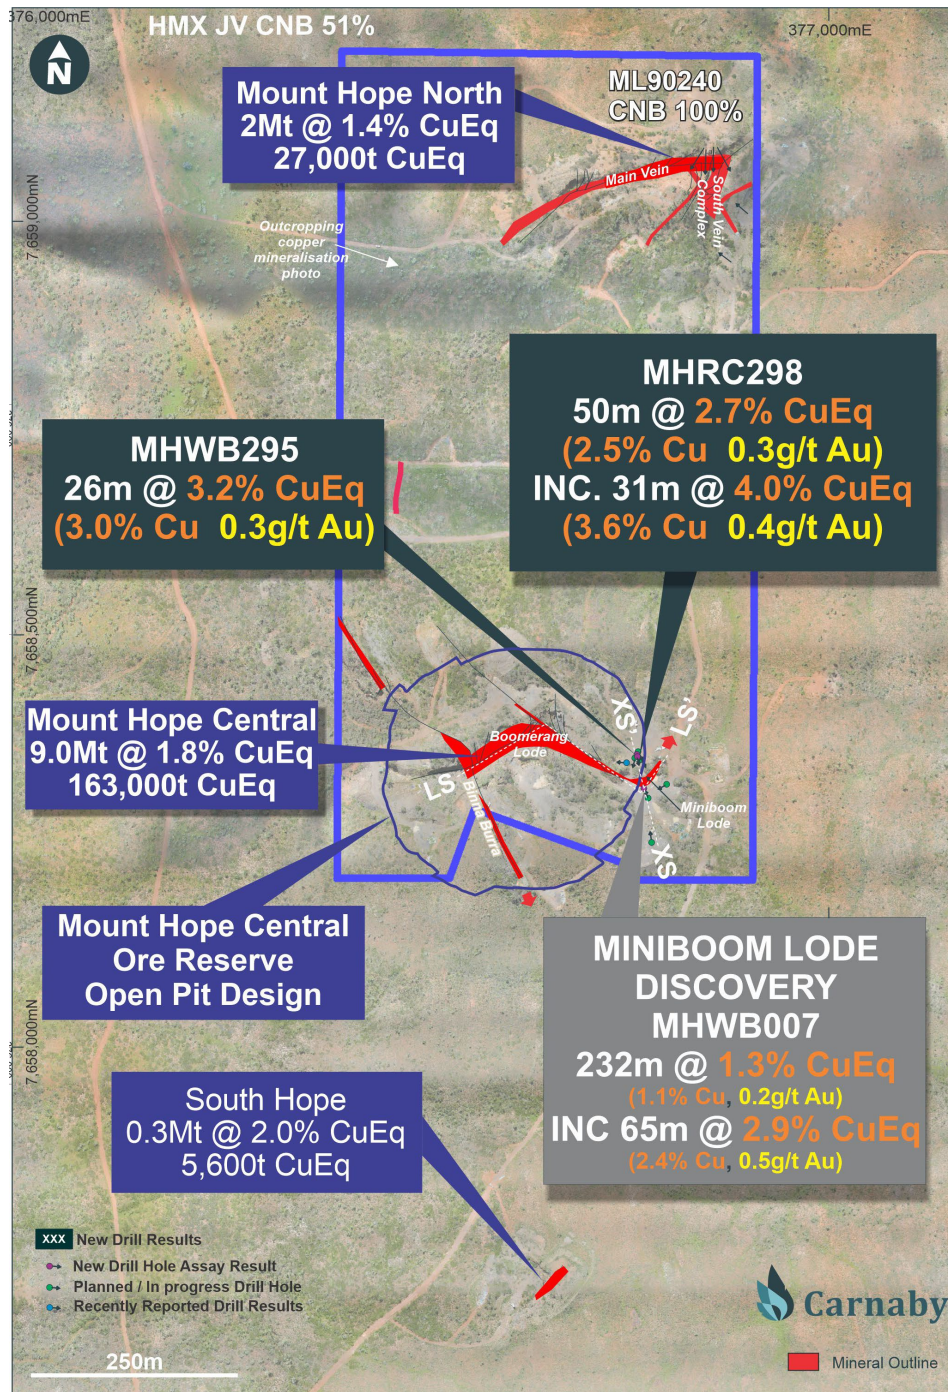 376,000mE
HMX JV CNB 51%
377,000mE
N
Mount Hope North
2Mt @ 1.4% CuEq
27,000t CuEq
ML90240
CNB 100%
Main Vein
South Vein
Complex
7,659,000mN
Outcropping
copper
mineralisation
photo
MHRC298
50m @ 2.7% CuEq
(2.5% Cu 0.3g/t Au)
INC. 31m @ 4.0% CuEq
(3.6% Cu 0.4g/t Au)
MHWB295
26m @ 3.2% CuEq
(3.0% Cu 0.3g/t Au)
7,658,500mN
Mount Hope Central
9.0Mt @ 1.8% CuEq
163,000t CuEq
Boomerang
Lode
XS'
LS'
LS
Binna Burra
Miniboom
Lode
XS
Mount Hope Central
Ore Reserve
Open Pit Design
MINIBOOM LODE
DISCOVERY
MHWB007
232m @ 1.3% CuEq
(1.1% Cu, 0.2g/t Au)
INC 65m @ 2.9% CuEq
(2.4% Cu, 0.5g/t Au)
7,658,000mN
South Hope
0.3Mt @ 2.0% CuEq
5,600t CuEq
XXX New Drill Results
New Drill Hole Assay Result
Planned / In progress Drill Hole
Recently Reported Drill Results
250m
Carnaby
Mineral Outline